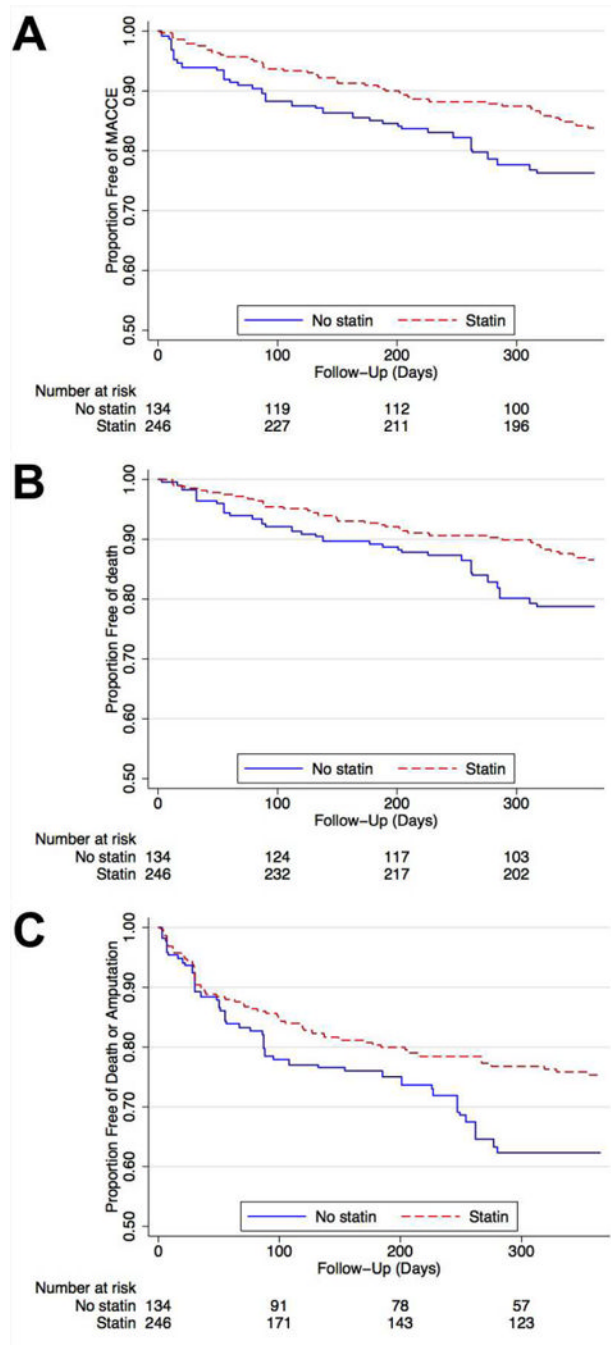 A
Proportion Free of MACCE
1.00
0.90
0.80
0.70
0.60
0.50
No statin Statin
0 100 200 300
Follow-Up (Days)
Number at risk
No statin 134 119 112 100
Statin 246 227 211 196
B
Proportion Free of death
1.00
0.90
0.80
0.70
0.60
0.50
No statin Statin
0 100 200 300
Follow-Up (Days)
Number at risk
No statin 134 124 117 103
Statin 246 232 217 202
C
Proportion Free of Death or Amputation
1.00
0.90
0.80
0.70
0.60
0.50
No statin Statin
0 100 200 300
Follow-Up (Days)
Number at risk
No statin 134 91 78 57
Statin 246 171 143 123